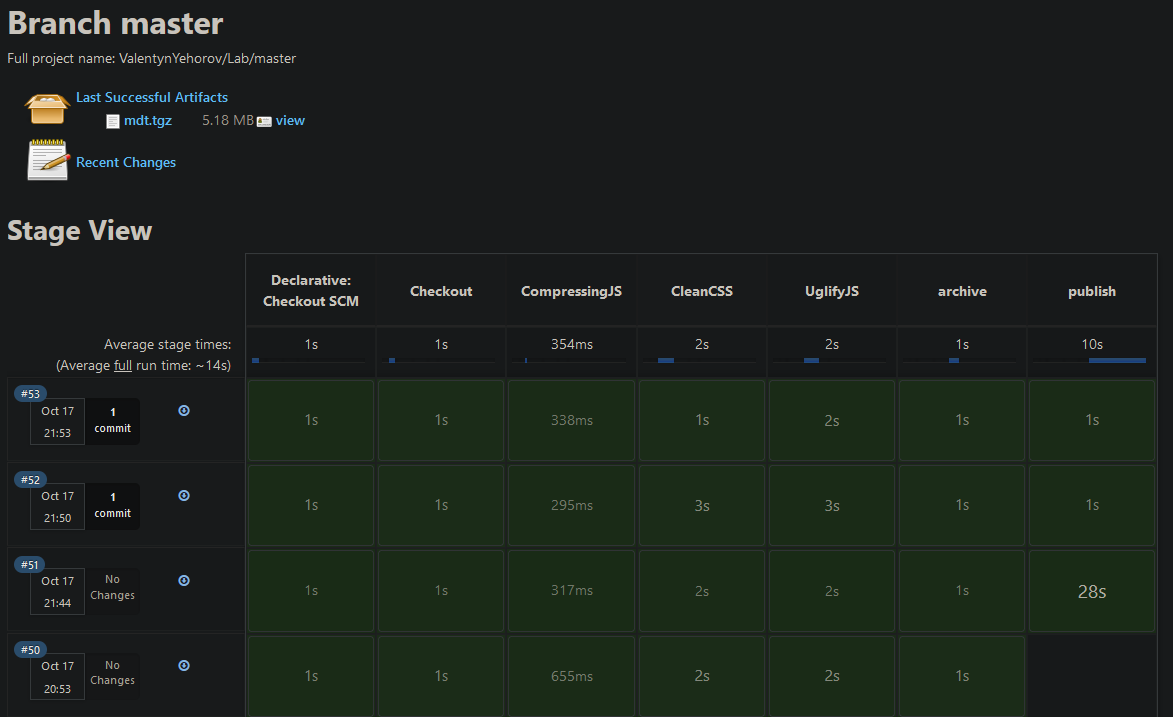 Branch master
Full project name: ValentynYehorov/Lab/master
Last Successful Artifacts
mdt.tgz 5.18 MB view
Recent Changes
Stage View
Declarative: Checkout SCM
Checkout
CompressingJS
CleanCSS
UglifyJS
archive
publish
Average stage times:
(Average full run time: ~14s)
1s 1s 354ms 2s 2s 1s 10s
#53
Oct 17
21:53
1
commit
1s 1s 338ms 1s 2s 1s 1s
#52
Oct 17
21:50
1
commit
1s 1s 295ms 3s 3s 1s 1s
#51
Oct 17
21:44
No
Changes
1s 1s 317ms 2s 2s 1s 28s
#50
Oct 17
20:53
No
Changes
1s 1s 655ms 2s 2s 1s